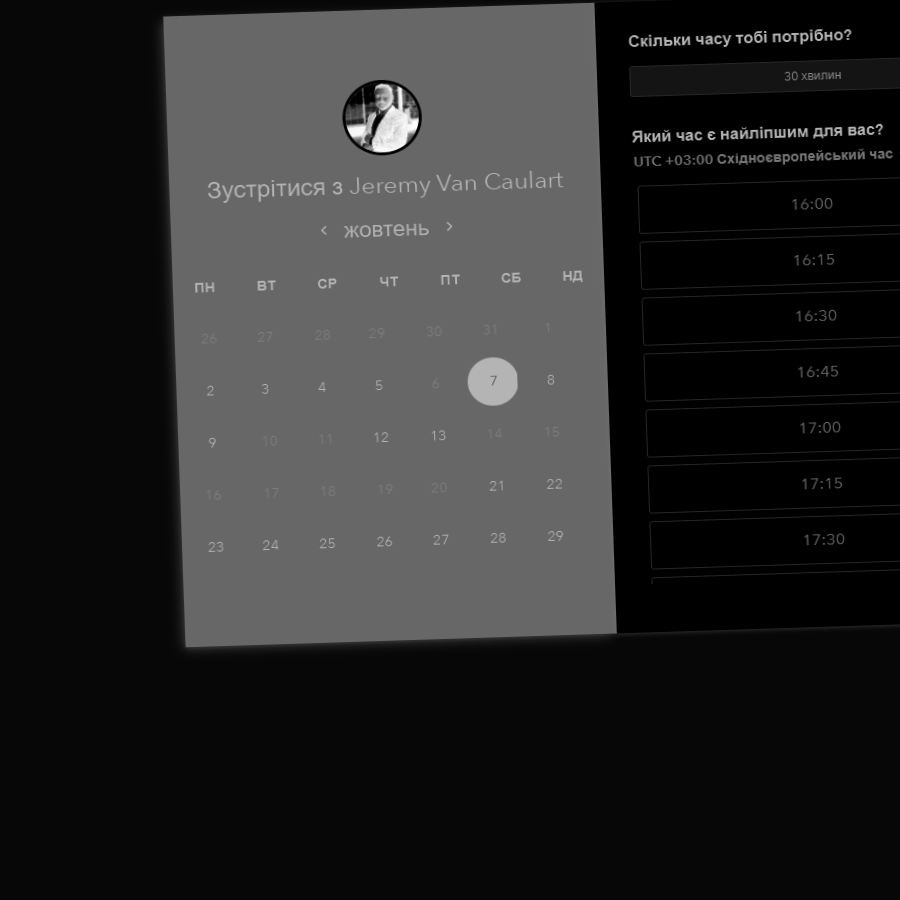 Зустрітися з Jeremy Van Caulart
‹ жовтень ›
ПН ВТ СР ЧТ ПТ СБ НД
26 27 28 29 30 31 1
2 3 4 5 6 7 8
9 10 11 12 13 14 15
16 17 18 19 20 21 22
23 24 25 26 27 28 29
Скільки часу тобі потрібно?
30 хвилин
Який час є найліпшим для вас?
UTC +03:00 Східноєвропейський час
16:00
16:15
16:30
16:45
17:00
17:15
17:30